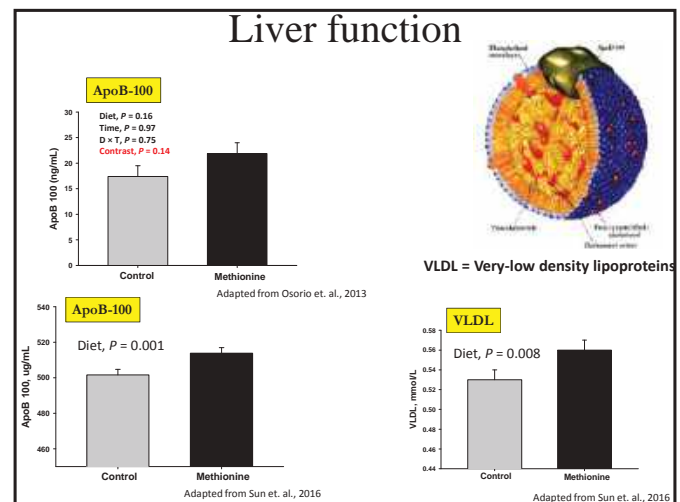 Liver function
ApoB-100
Diet, P = 0.16
Time, P = 0.97
D × T, P = 0.75
Contrast, P = 0.14
ApoB 100 (ng/mL)
30
25
20
15
10
5
0
Control Methionine
Adapted from Osorio et. al., 2013
VLDL = Very-low density lipoproteins
ApoB-100
Diet, P = 0.001
ApoB 100, ug/mL
540
520
500
480
460
Control Methionine
Adapted from Sun et. al., 2016
VLDL
Diet, P = 0.008
VLDL, mmol/L
0.58
0.56
0.54
0.52
0.50
0.48
0.46
0.44
Control Methionine
Adapted from Sun et. al., 2016